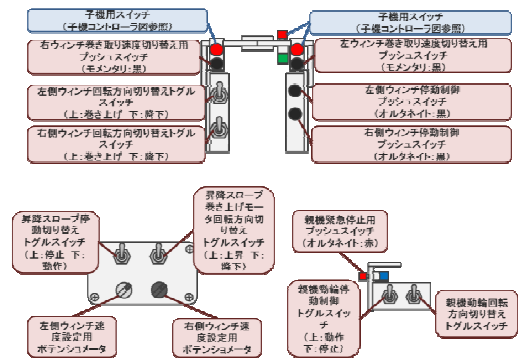 子機用スイッチ
(子機コントローラ図参照)
子機用スイッチ
(子機コントローラ図参照)
右ウィンチ巻き取り速度切り替え用
プッシュスイッチ
(モメンタリ:黒)
左ウィンチ巻き取り速度切り替え用
プッシュスイッチ
(モメンタリ:黒)
左側ウィンチ回転方向切り替えトグル
スイッチ
(上:巻き上げ 下:降下)
左側ウィンチ停動制御
プッシュスイッチ
(オルタネイト:黒)
右側ウィンチ回転方向切り替えトグル
スイッチ
(上:巻き上げ 下:降下)
右側ウィンチ停動制御
プッシュスイッチ
(オルタネイト:黒)
昇降スロープ停
動切り替え
トグルスイッチ
(上:停止 下:
動作)
昇降スロープ
巻き上げモー
タ回転方向切
り替え
トグルスイッチ
(上:上昇 下:
降下)
左側ウィンチ速
度設定用
ポテンショメータ
右側ウィンチ速
度設定用
ポテンショメータ
親機緊急停止用
プッシュスイッチ
(オルタネイト:赤)
親機動輪停
動制御
トグルスイッ
チ
(上:動作
下:停止)
親機動輪回転
方向切り替え
トグルスイッチ